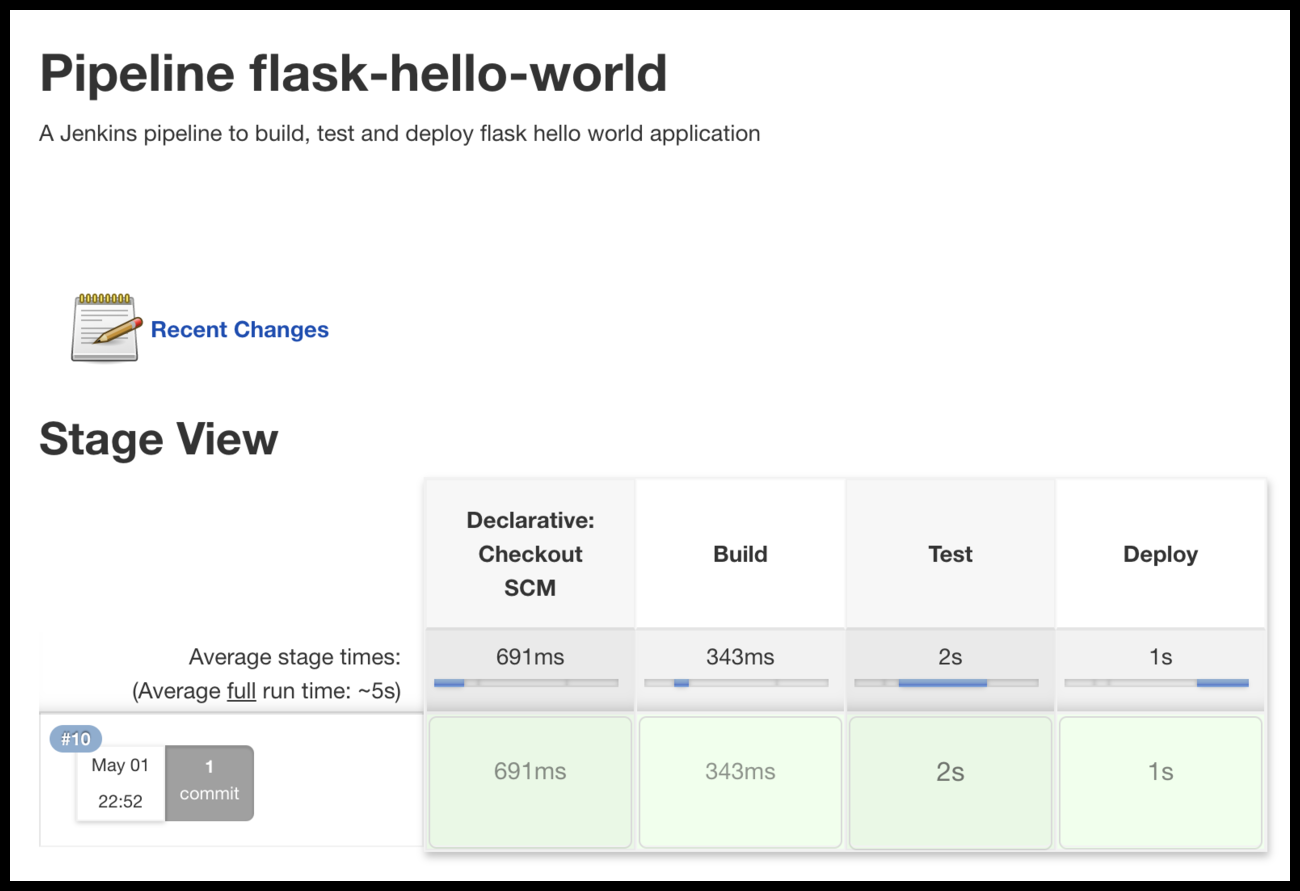 Pipeline flask-hello-world
A Jenkins pipeline to build, test and deploy flask hello world application
Recent Changes
Stage View
Declarative:
Checkout
SCM
Build
Test
Deploy
Average stage times:
(Average full run time: ~5s)
691ms
343ms
2s
1s
#10
May 01
22:52
1
commit
691ms
343ms
2s
1s